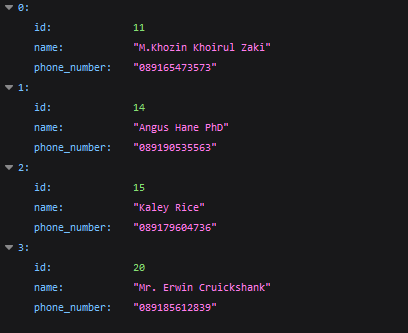 0:
id: 11
name: "M.Khozin Khoirul Zaki"
phone_number: "089165473573"
1:
id: 14
name: "Angus Hane PhD"
phone_number: "089190535563"
2:
id: 15
name: "Kaley Rice"
phone_number: "089179604736"
3:
id: 20
name: "Mr. Erwin Cruickshank"
phone_number: "089185612839"